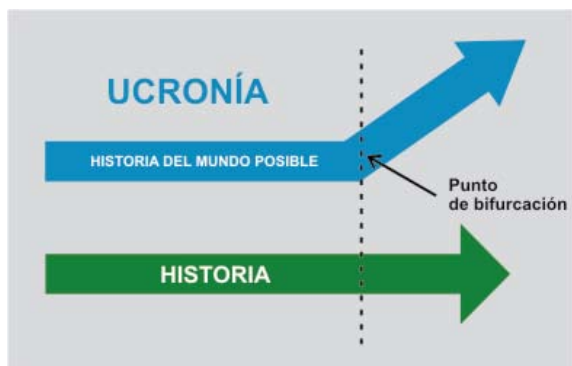 UCRONÍA
HISTORIA DEL MUNDO POSIBLE
Punto
de bifurcación
HISTORIA